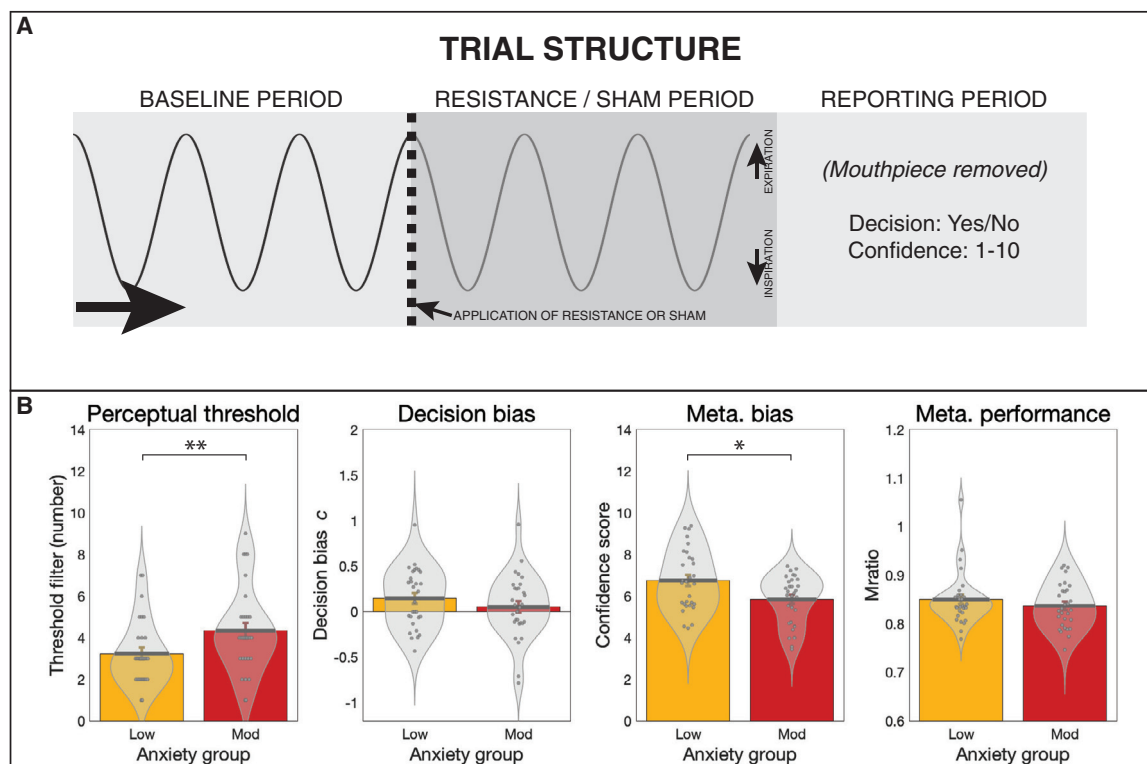 A
TRIAL STRUCTURE
BASELINE PERIOD
RESISTANCE / SHAM PERIOD
REPORTING PERIOD
EXPIRATION
INSPIRATION
(Mouthpiece removed)
Decision: Yes/No
Confidence: 1-10
APPLICATION OF RESISTANCE OR SHAM
B
Perceptual threshold
**
Threshold filter (number)
14
12
10
8
6
4
2
0
Low
Mod
Anxiety group
Decision bias
Decision bias c
2
1.5
1
0.5
0
-0.5
-1
Low
Mod
Anxiety group
Meta. bias
*
Confidence score
14
12
10
8
6
4
2
0
Low
Mod
Anxiety group
Meta. performance
Mratio
1.2
1.1
1
0.9
0.8
0.7
0.6
Low
Mod
Anxiety group